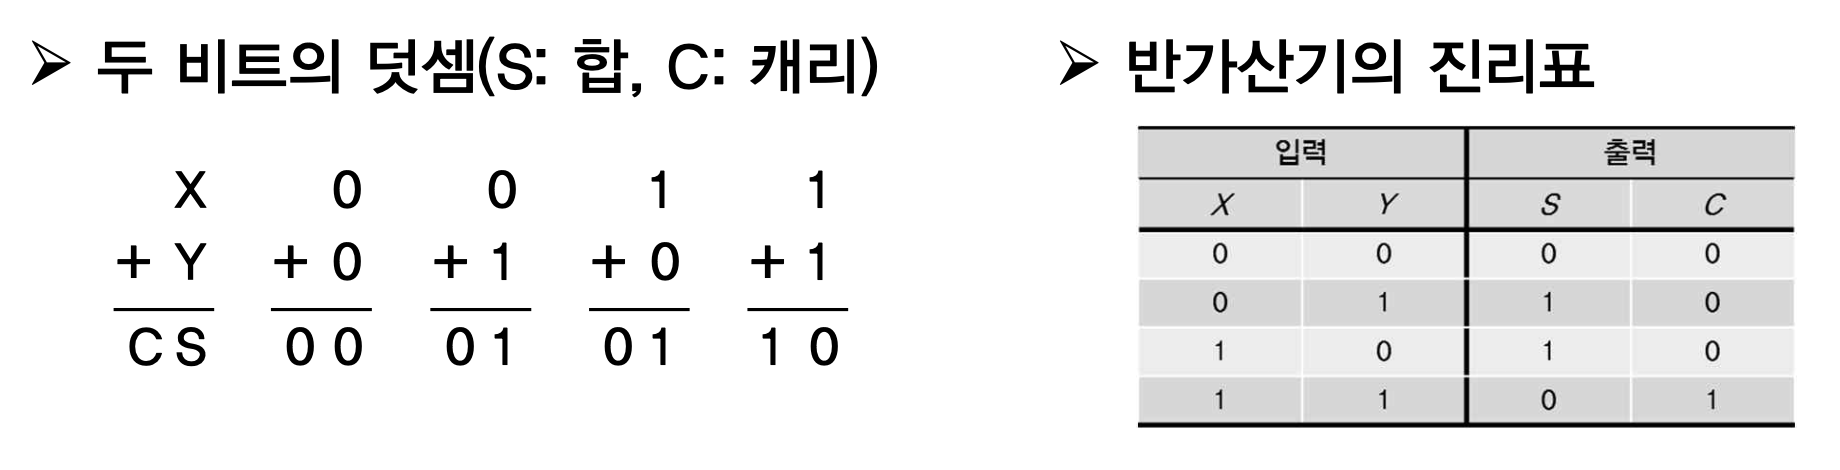 ➢ 두 비트의 덧셈(S: 합, C: 캐리)
X 0 0 1 1
+ Y + 0 + 1 + 0 + 1
C S 0 0 0 1 0 1 1 0
➢ 반가산기의 진리표
입력 출력
X Y S C
0 0 0 0
0 1 1 0
1 0 1 0
1 1 0 1